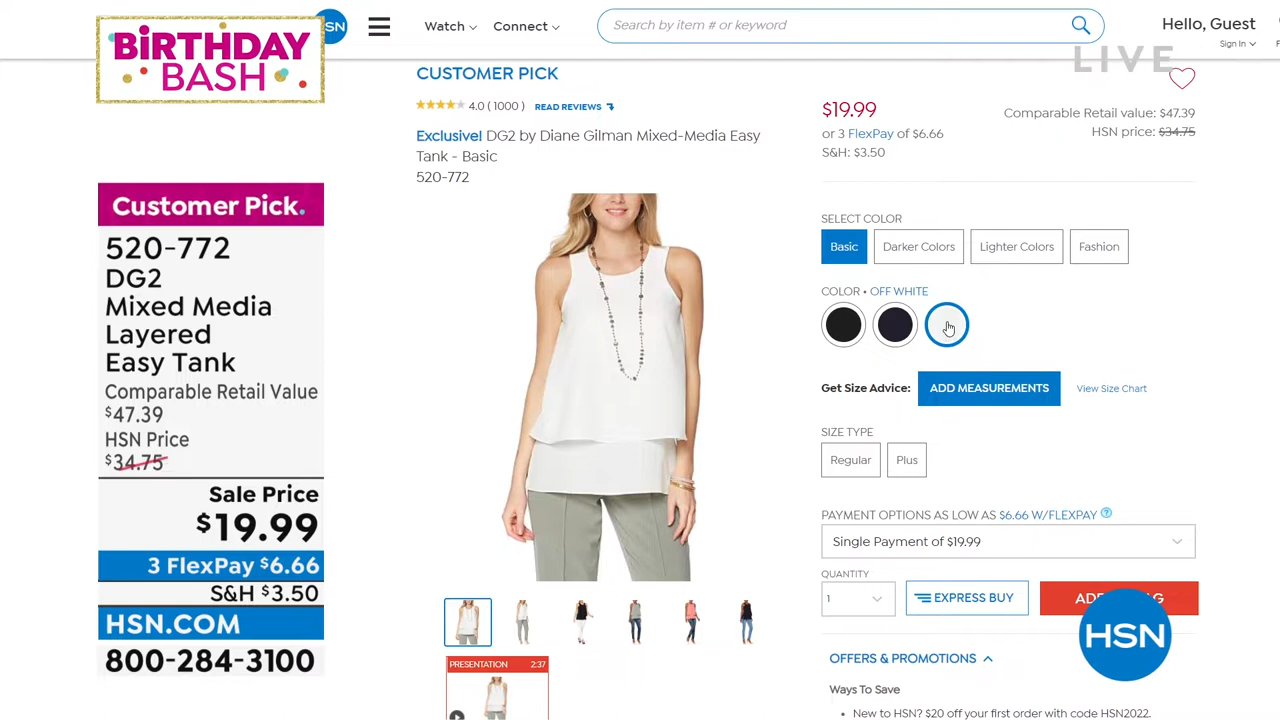 BiRTHDAY
BASH
SN
Watch
Connect
Search by item # or keyword
Hello, Guest
Sign In
LIVE
CUSTOMER PICK
4.0 ( 1000 ) READ REVIEWS
Exclusive! DG2 by Diane Gilman Mixed-Media Easy
Tank - Basic
520-772
$19.99
or 3 FlexPay of $6.66
S&H: $3.50
Comparable Retail value: $47.39
HSN price: $34.75
Customer Pick.
520-772
DG2
Mixed Media
Layered
Easy Tank
Comparable Retail Value
$47.39
HSN Price
$34.75
Sale Price
$19.99
3 FlexPay $6.66
S&H $3.50
HSN.COM
800-284-3100
SELECT COLOR
Basic
Darker Colors
Lighter Colors
Fashion
COLOR • OFF WHITE
Get Size Advice: ADD MEASUREMENTS View Size Chart
SIZE TYPE
Regular
Plus
PAYMENT OPTIONS AS LOW AS $6.66 W/FLEXPAY ?
Single Payment of $19.99
QUANTITY
1
EXPRESS BUY
AD G
HSN
PRESENTATION 2:37
OFFERS & PROMOTIONS
Ways To Save
• New to HSN? $20 off your first order with code HSN2022.